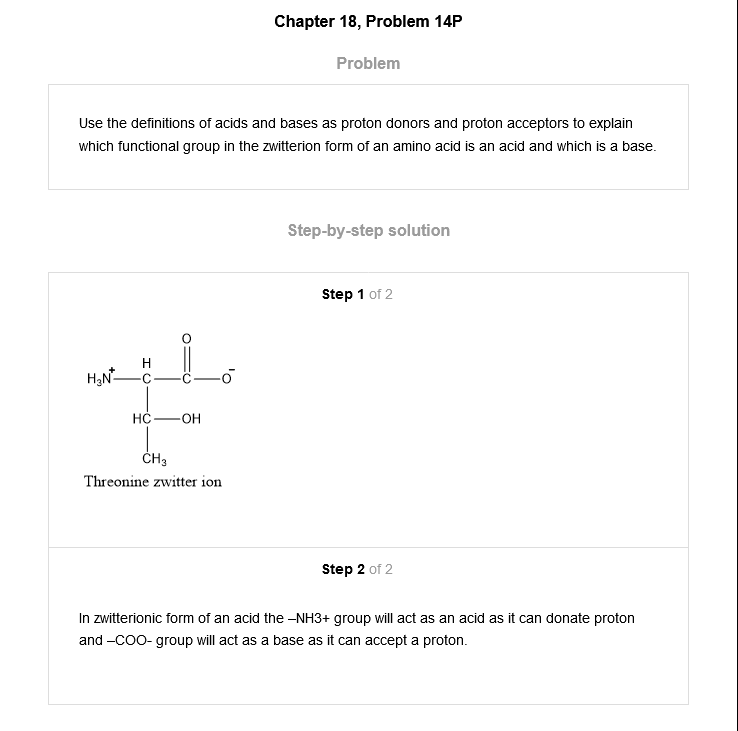 Chapter 18, Problem 14P
Problem
Use the definitions of acids and bases as proton donors and proton acceptors to explain
which functional group in the zwitterion form of an amino acid is an acid and which is a base.
Step-by-step solution
Step 1 of 2
O
H
H₃N⁺—C—C—O⁻
HC—OH
CH₃
Threonine zwitter ion
Step 2 of 2
In zwitterionic form of an acid the –NH3+ group will act as an acid as it can donate proton
and –COO- group will act as a base as it can accept a proton.